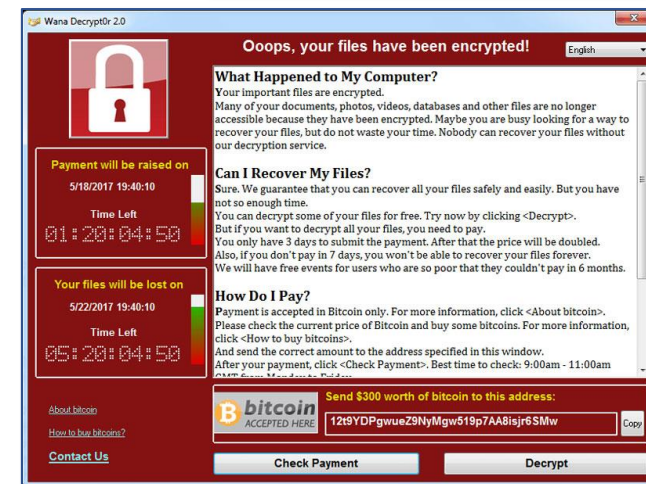 Wana Decrypt0r 2.0
Ooops, your files have been encrypted!
English
Payment will be raised on
5/18/2017 19:40:10
Time Left
01:20:04:50
Your files will be lost on
5/22/2017 19:40:10
Time Left
05:20:04:50
About bitcoin
How to buy bitcoins?
Contact Us
What Happened to My Computer?
Your important files are encrypted.
Many of your documents, photos, videos, databases and other files are no longer
accessible because they have been encrypted. Maybe you are busy looking for a way to
recover your files, but do not waste your time. Nobody can recover your files without
our decryption service.
Can I Recover My Files?
Sure. We guarantee that you can recover all your files safely and easily. But you have
not so enough time.
You can decrypt some of your files for free. Try now by clicking <Decrypt>.
But if you want to decrypt all your files, you need to pay.
You only have 3 days to submit the payment. After that the price will be doubled.
Also, if you don't pay in 7 days, you won't be able to recover your files forever.
We will have free events for users who are so poor that they couldn't pay in 6 months.
How Do I Pay?
Payment is accepted in Bitcoin only. For more information, click <About bitcoin>.
Please check the current price of Bitcoin and buy some bitcoins. For more information,
click <How to buy bitcoins>.
And send the correct amount to the address specified in this window.
After your payment, click <Check Payment>. Best time to check: 9:00am - 11:00am
GMT from Monday to Friday
bitcoin
ACCEPTED HERE
Send $300 worth of bitcoin to this address:
12t9YDPgwueZ9NyMgw519p7AA8isjr6SMw
Copy
Check Payment
Decrypt